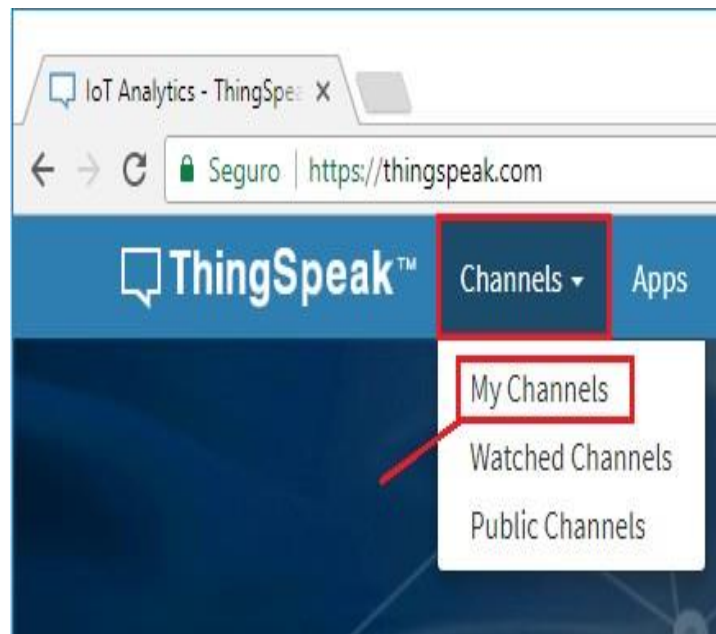 IoT Analytics - ThingSpea
Seguro | https://thingspeak.com
ThingSpeak™ Channels Apps
My Channels
Watched Channels
Public Channels